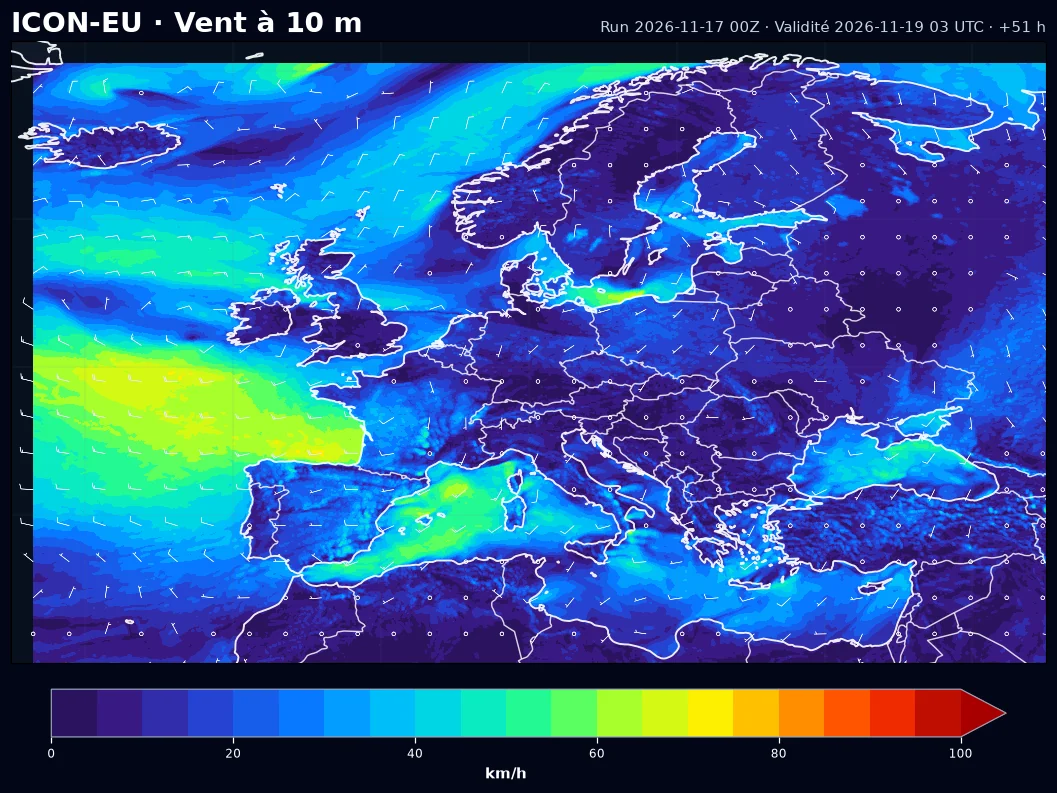 ICON-EU · Vent à 10 m
Run 2026-11-17 00Z · Validité 2026-11-19 03 UTC · +51 h
0 20 40 60 80 100
km/h